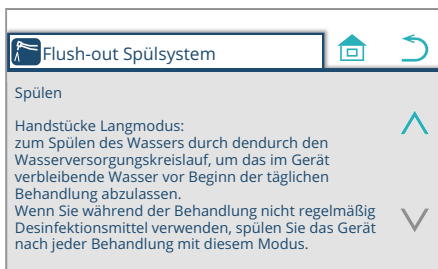 Flush-out Spülsystem
Spülen
Handstücke Langmodus:
zum Spülen des Wassers durch dendurch den
Wasserversorgungskreislauf, um das im Gerät
verbleibende Wasser vor Beginn der täglichen
Behandlung abzulassen.
Wenn Sie während der Behandlung nicht regelmäßig
Desinfektionsmittel verwenden, spülen Sie das Gerät
nach jeder Behandlung mit diesem Modus.